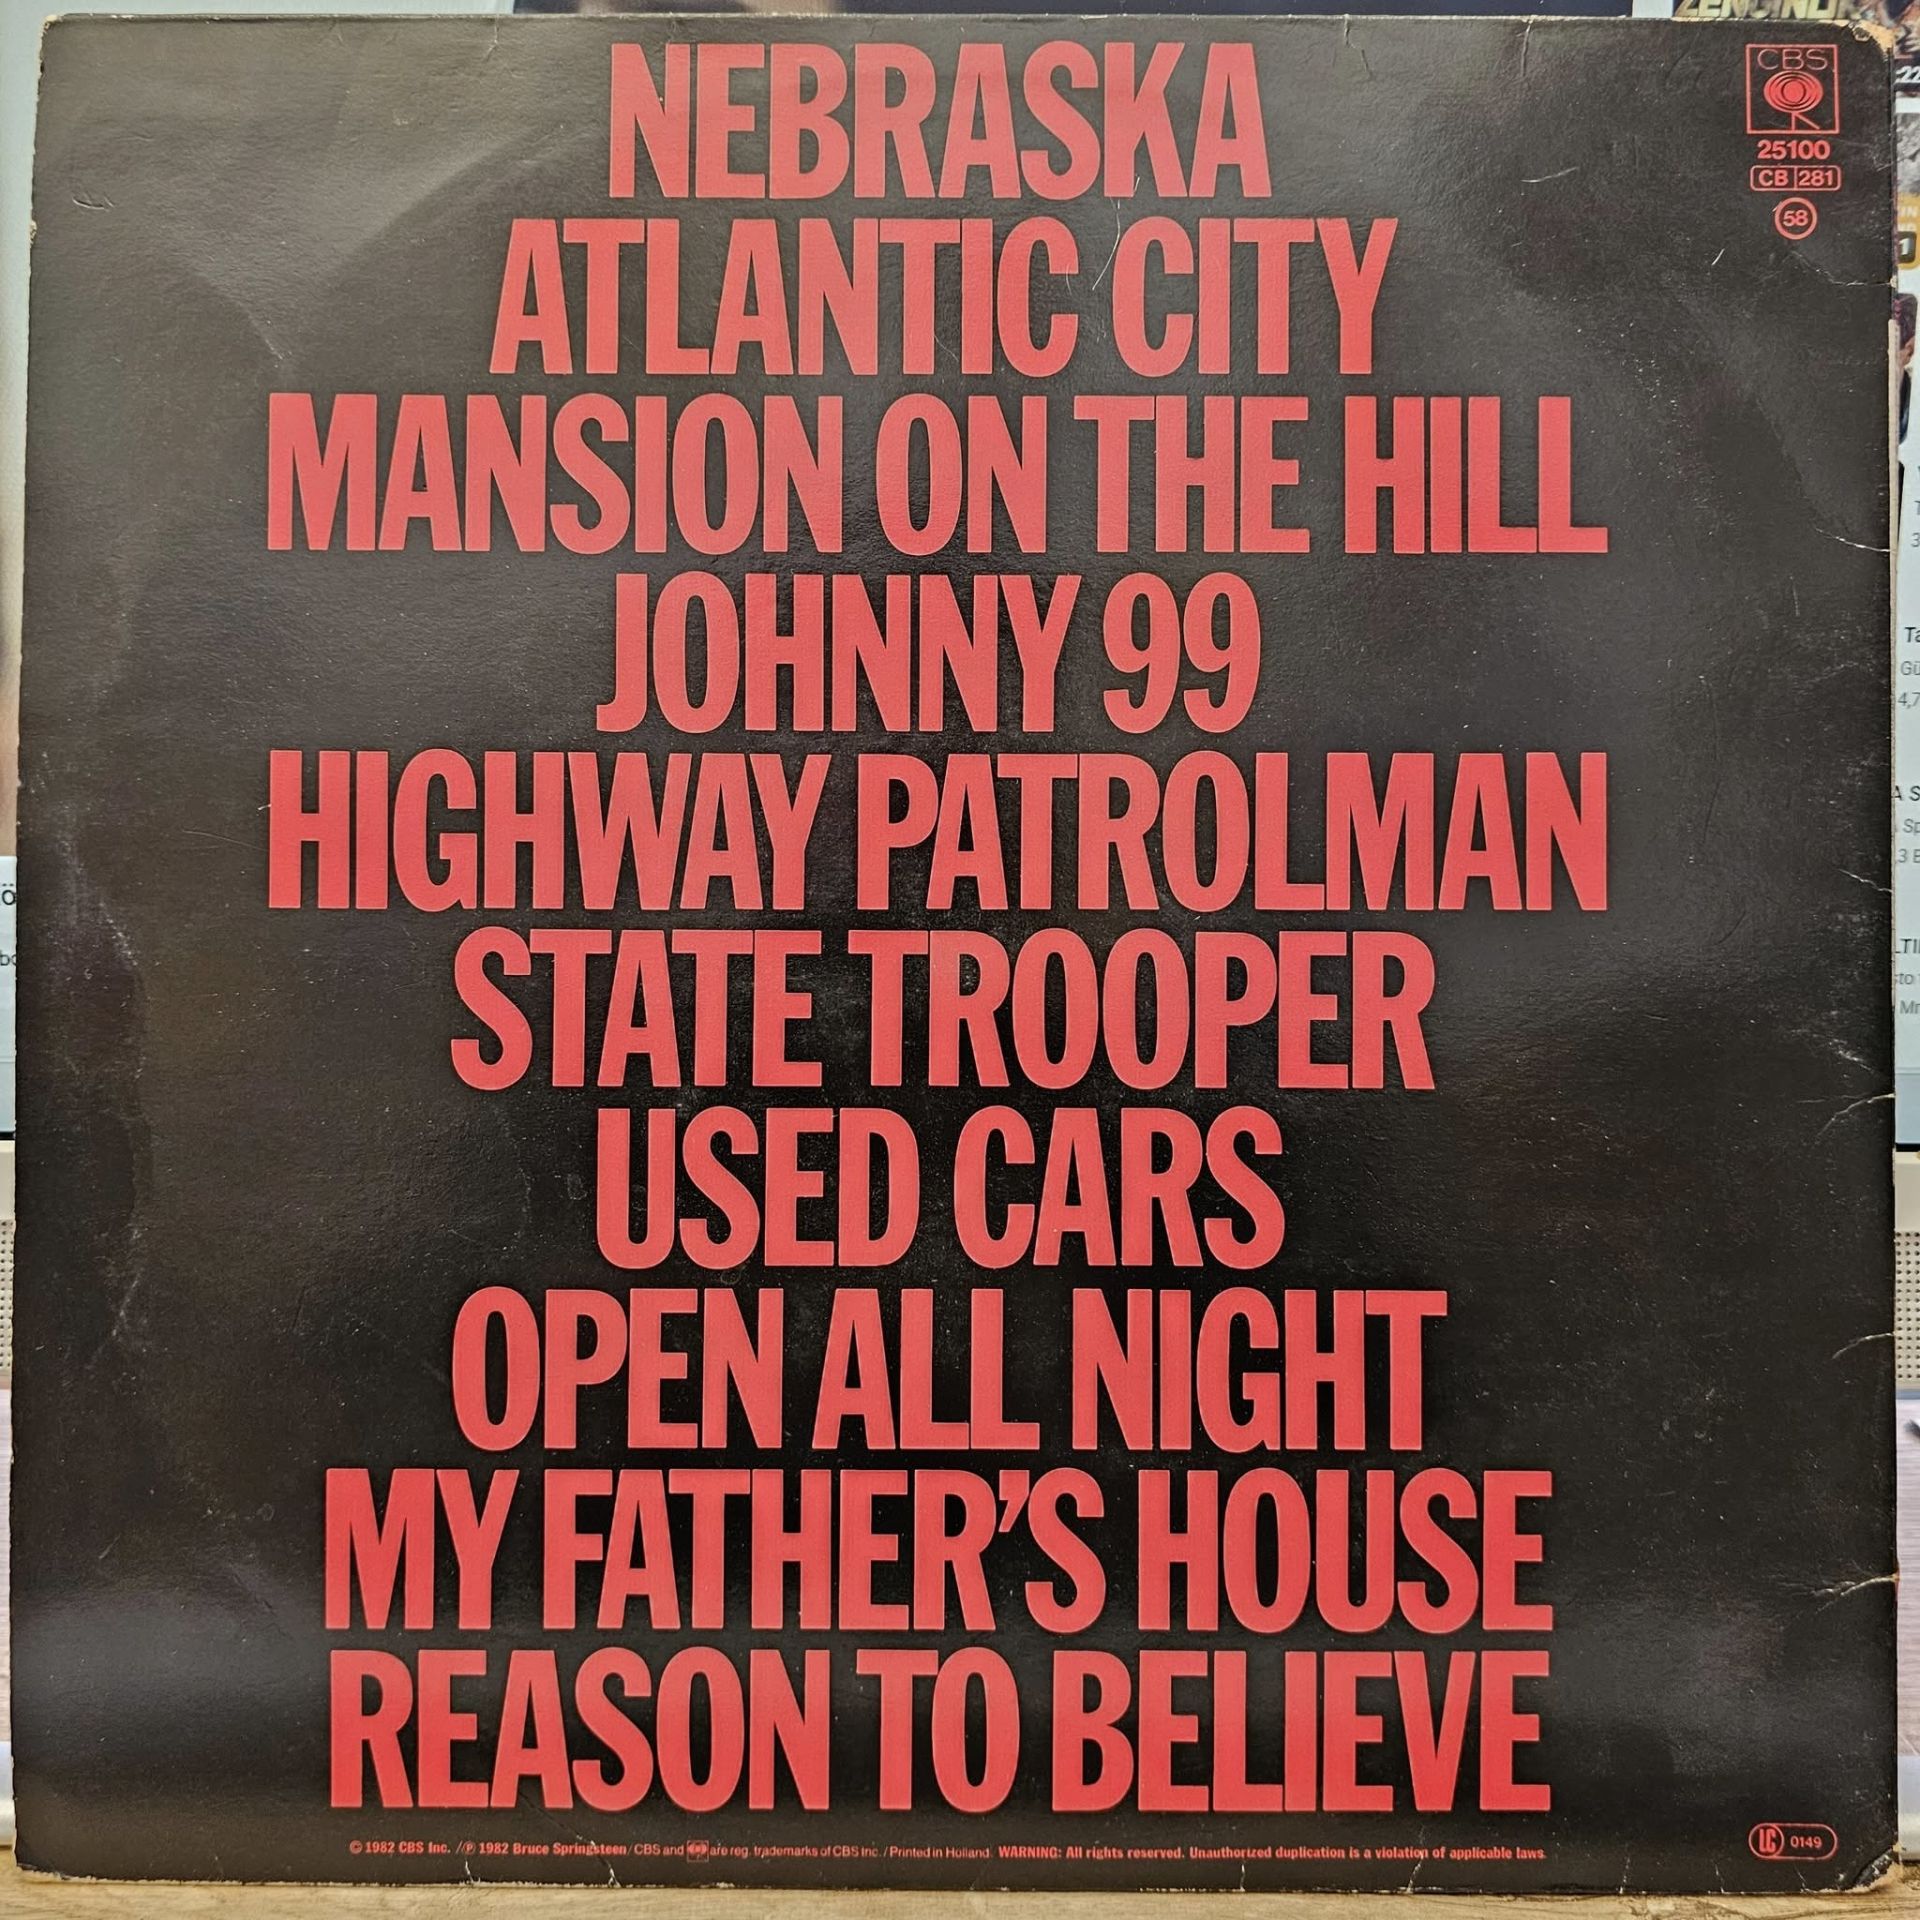 NEBRASKA
ATLANTIC CITY
MANSION ON THE HILL
JOHNNY 99
HIGHWAY PATROLMAN
STATE TROOPER
USED CARS
OPEN ALL NIGHT
MY FATHER'S HOUSE
REASON TO BELIEVE
CBS
25100
CB 281
58
© 1982 CBS Inc. /℗ 1982 Bruce Springsteen/CBS and are reg. trademarks of CBS Inc./Printed in Holland. WARNING: All rights reserved. Unauthorized duplication is a violation of applicable laws.
LC 0149